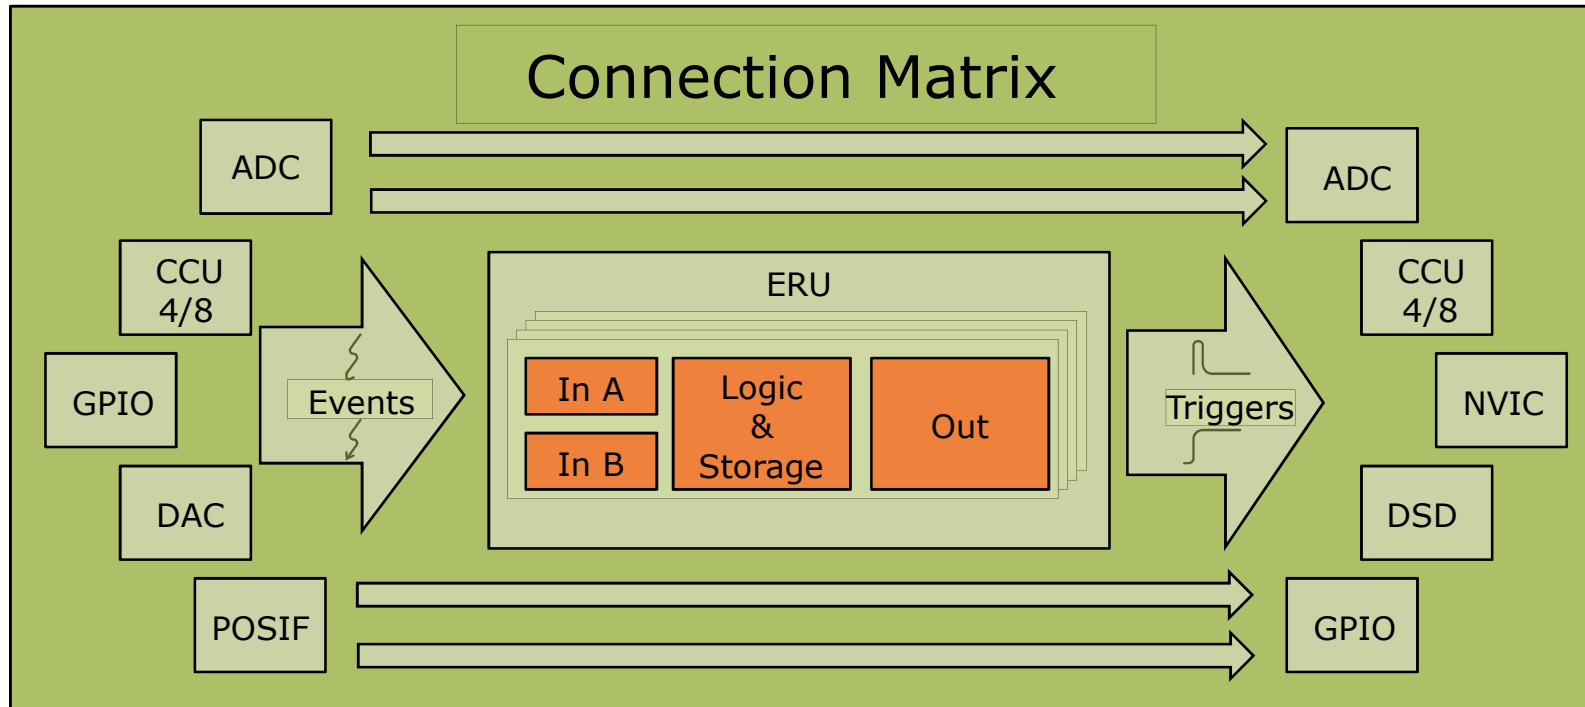 Connection Matrix
ADC
CCU
4/8
GPIO
DAC
POSIF
Events
ERU
In A
In B
Logic
&
Storage
Out
Triggers
ADC
CCU
4/8
NVIC
DSD
GPIO